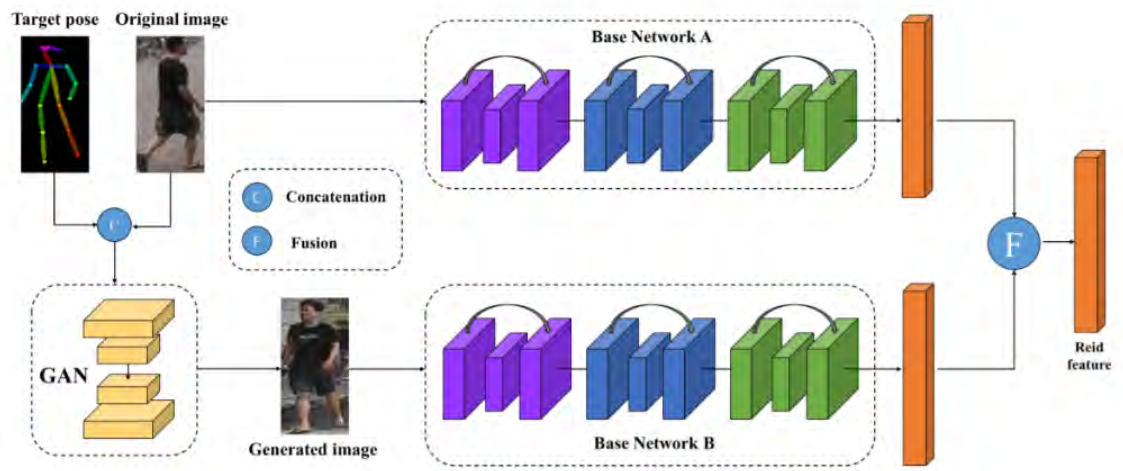 Target pose
Original image
Base Network A
C
Concatenation
F
Fusion
C
F
GAN
Generated image
Base Network B
Reid
feature